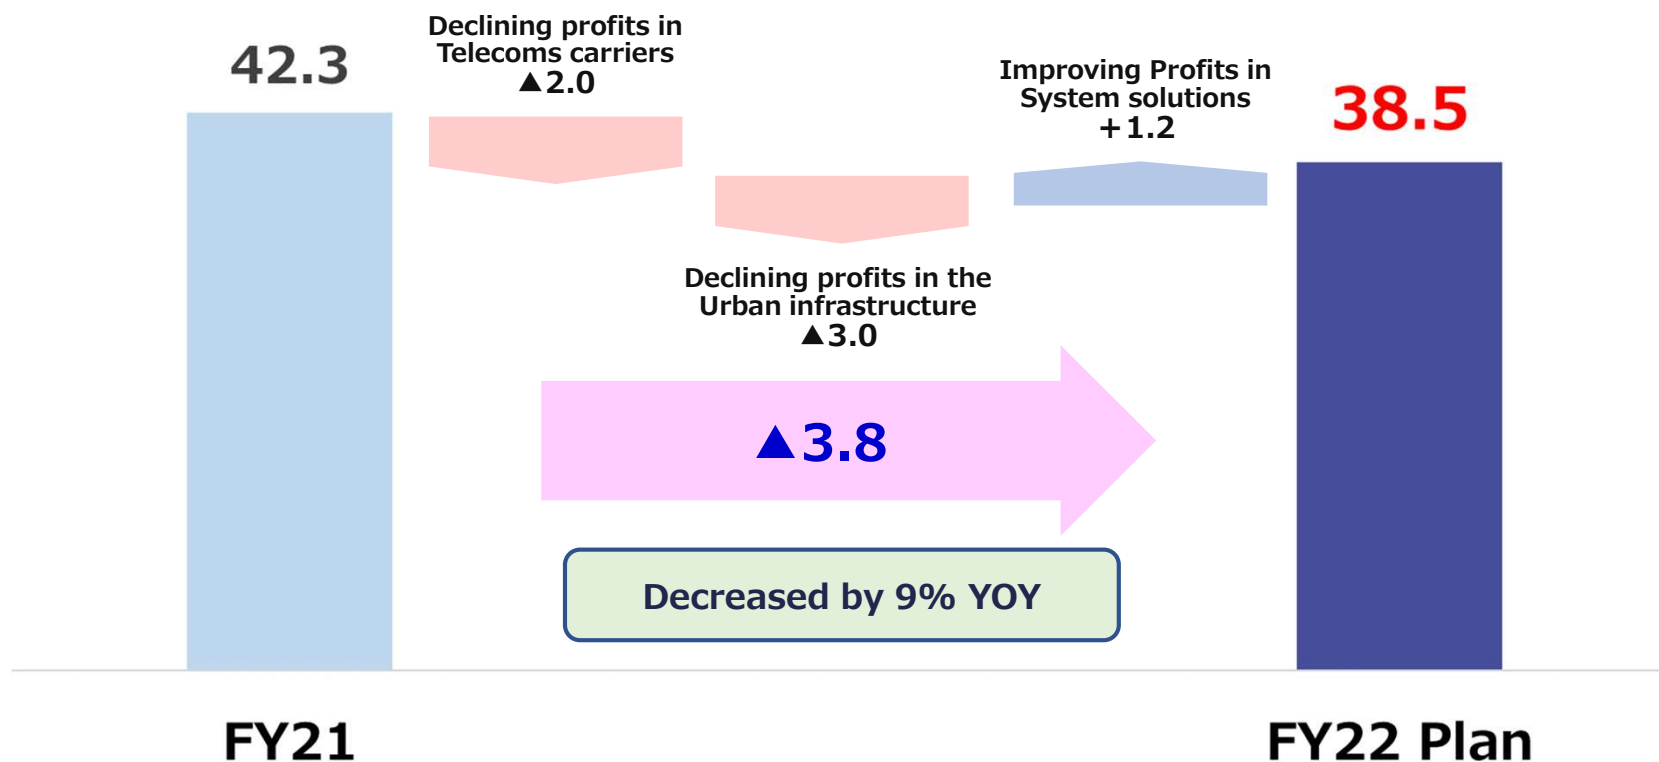 42.3
Declining profits in
Telecoms carriers
▲2.0
Declining profits in the
Urban infrastructure
▲3.0
Improving Profits in
System solutions
+1.2
38.5
▲3.8
Decreased by 9% YOY
FY21
FY22 Plan